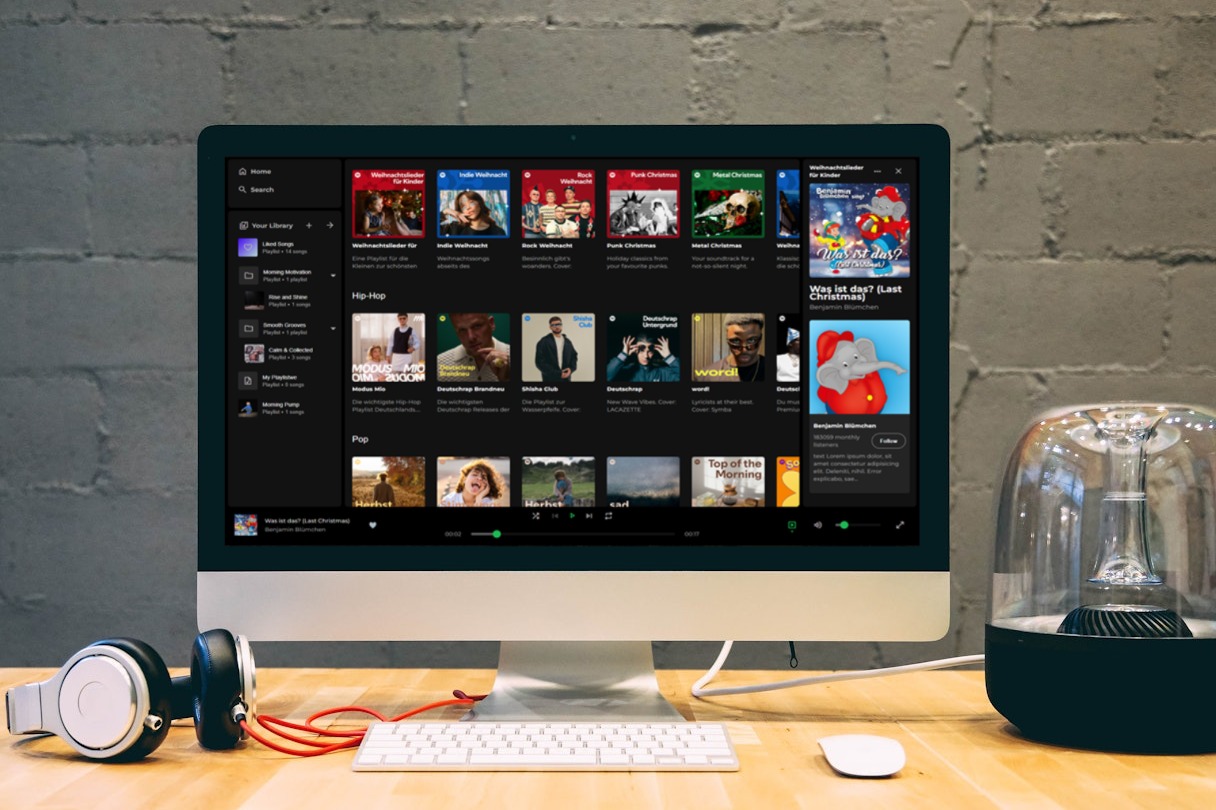 Home
Search
Your Library
Liked Songs
Playlist • 14 songs
Morning Motivation
Playlist • 1 playlist
Rise and Shine
Playlist • 1 songs
Smooth Grooves
Playlist • 1 playlist
Calm & Collected
Playlist • 3 songs
My Playlistse
Playlist • 0 songs
Morning Pump
Playlist • 1 songs
Weihnachtslieder
für Kinder
Indie Weihnacht
Rock
Weihnacht
Punk Christmas
Metal Christmas
Weihnachtslieder für
Indie Weihnacht
Rock Weihnacht
Punk Christmas
Metal Christmas
Weihna
Eine Playlist für die
Kleinen zur schönsten
Weihnachtssongs
abseits des
Besinnlich gibt's
woanders. Cover:
Holiday classics from
your favourite punks.
Your soundtrack for a
not-so-silent night.
Klassis
die schö
Hip-Hop
MODUS MIO
Deutschrap
Brandneu
Shisha
Club
Deutschrap
Untergrund
word!
Modus Mio
Deutschrap Brandneu
Shisha Club
Deutschrap
word!
Deutsc
Die wichtigste Hip-Hop
Playlist Deutschlands...
Die wichtigsten
Deutschrap Releases der
Die Playlist zur
Wasserpfeife. Cover:
New Wave Vibes. Cover:
LACAZETTE
Lyricists at their best.
Cover: Symba
Du mus
Premiu
Pop
Herbst
Herbst
sad
Top of the
Morning
so
Weihnachtslieder
für Kinder
Benjamin
Blümchen singt
Was ist das?
(Last Christmas)
Was ist das? (Last
Christmas)
Benjamin Blümchen
Benjamin Blümchen
183059 monthly
listeners
Follow
text Lorem ipsum dolor, sit
amet consectetur adipisicing
elit. Deleniti, nihil. Error
explicabo, sae...
Was ist das? (Last Christmas)
Benjamin Blümchen
00:02
00:17